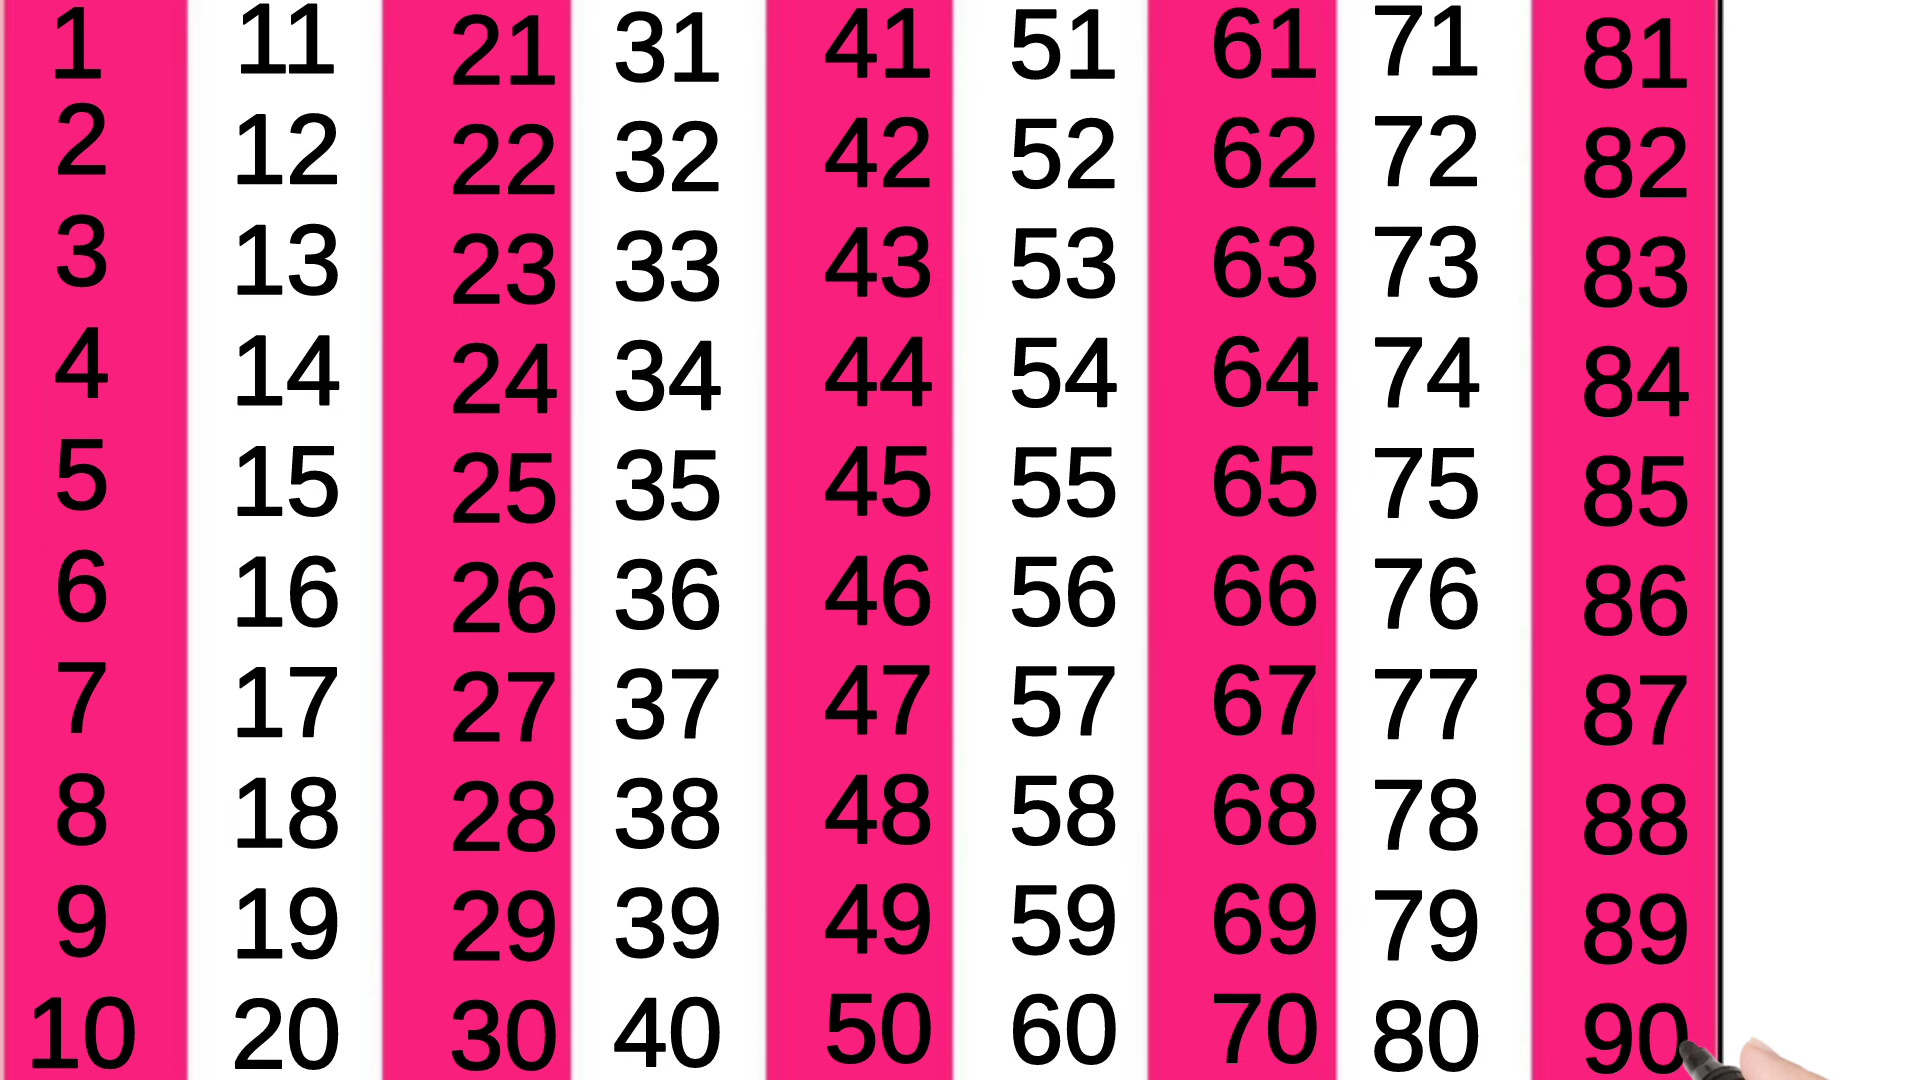 1 11 21 31 41 51 61 71 81
2 12 22 32 42 52 62 72 82
3 13 23 33 43 53 63 73 83
4 14 24 34 44 54 64 74 84
5 15 25 35 45 55 65 75 85
6 16 26 36 46 56 66 76 86
7 17 27 37 47 57 67 77 87
8 18 28 38 48 58 68 78 88
9 19 29 39 49 59 69 79 89
10 20 30 40 50 60 70 80 90